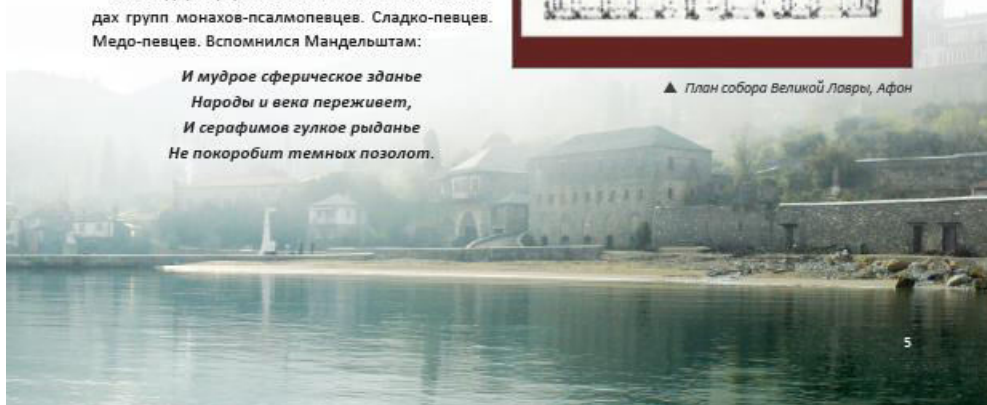 дах групп монахов-псалмопевцев. Сладко-певцев.
Медо-певцев. Вспомнился Мандельштам:
И мудрое сферическое зданье
Народы и века переживет,
И серафимов гулкое рыданье
Не покоробит темных позолот.
▲ План собора Великой Лавры, Афон
5